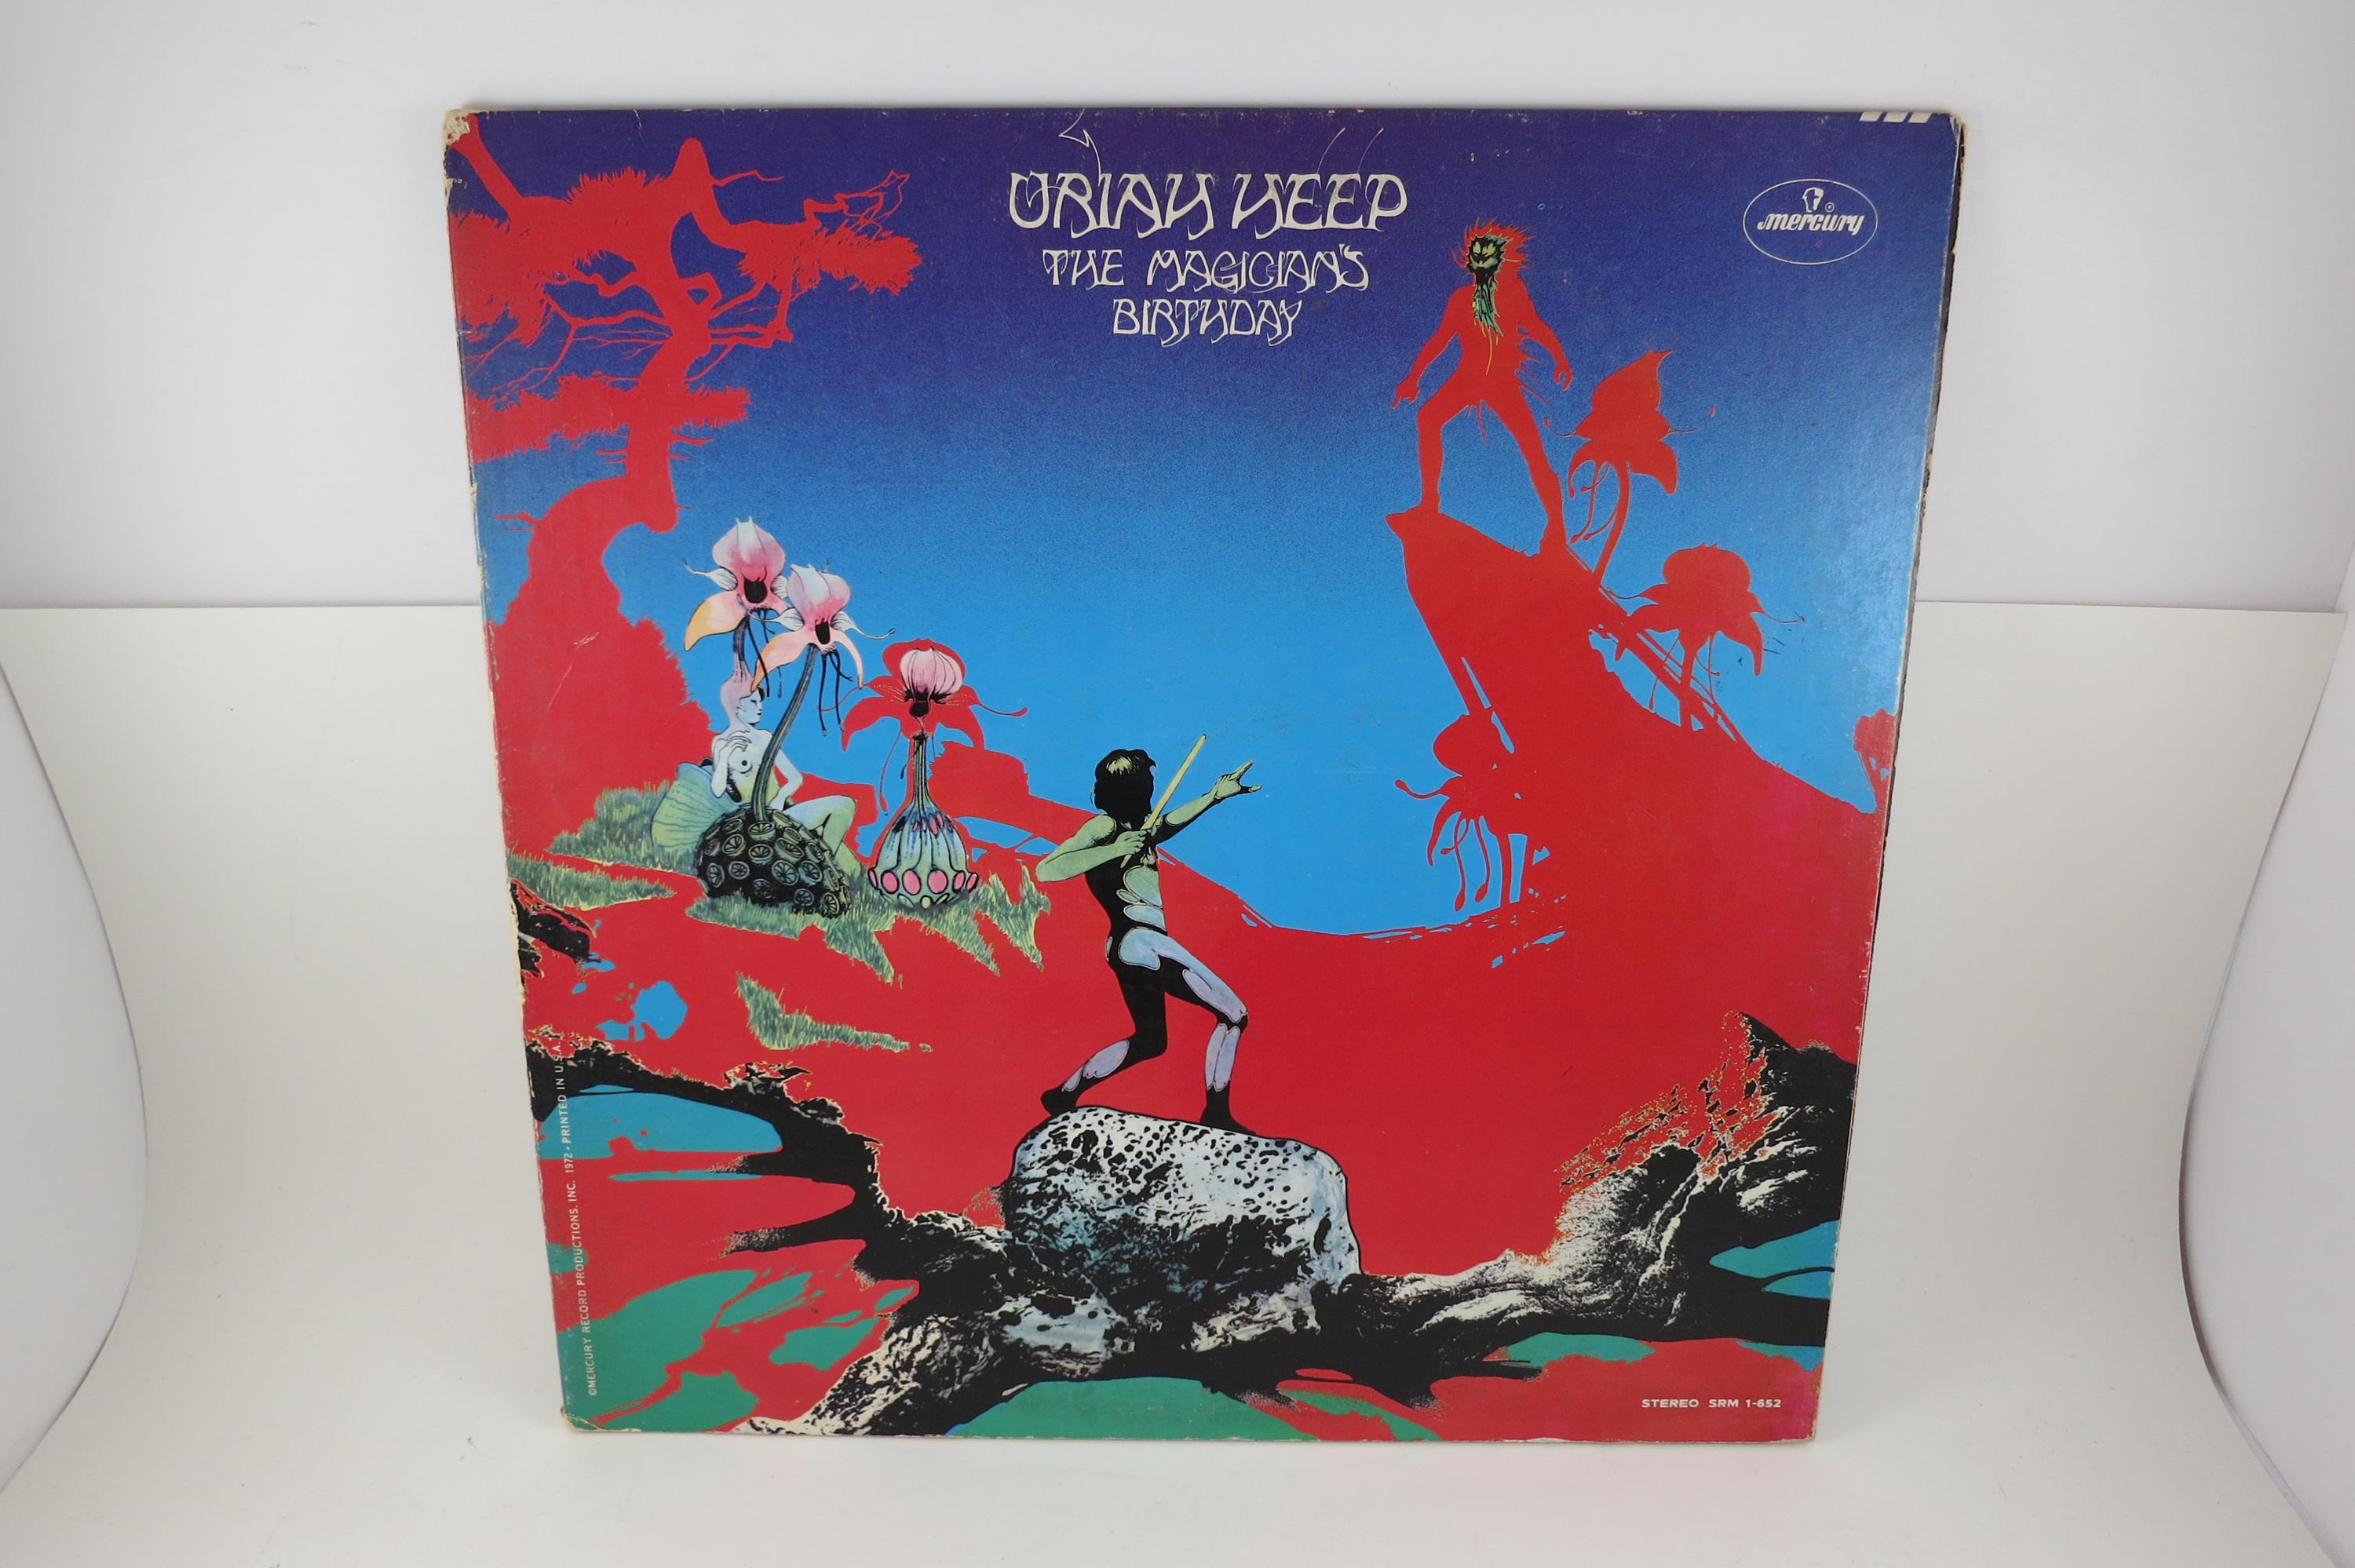 URIAH HEEP
THE MAGICIAN'S
BIRTHDAY
mercury
©MERCURY RECORD PRODUCTIONS, INC. 1972 • PRINTED IN U.S.A.
STEREO SRM 1-652